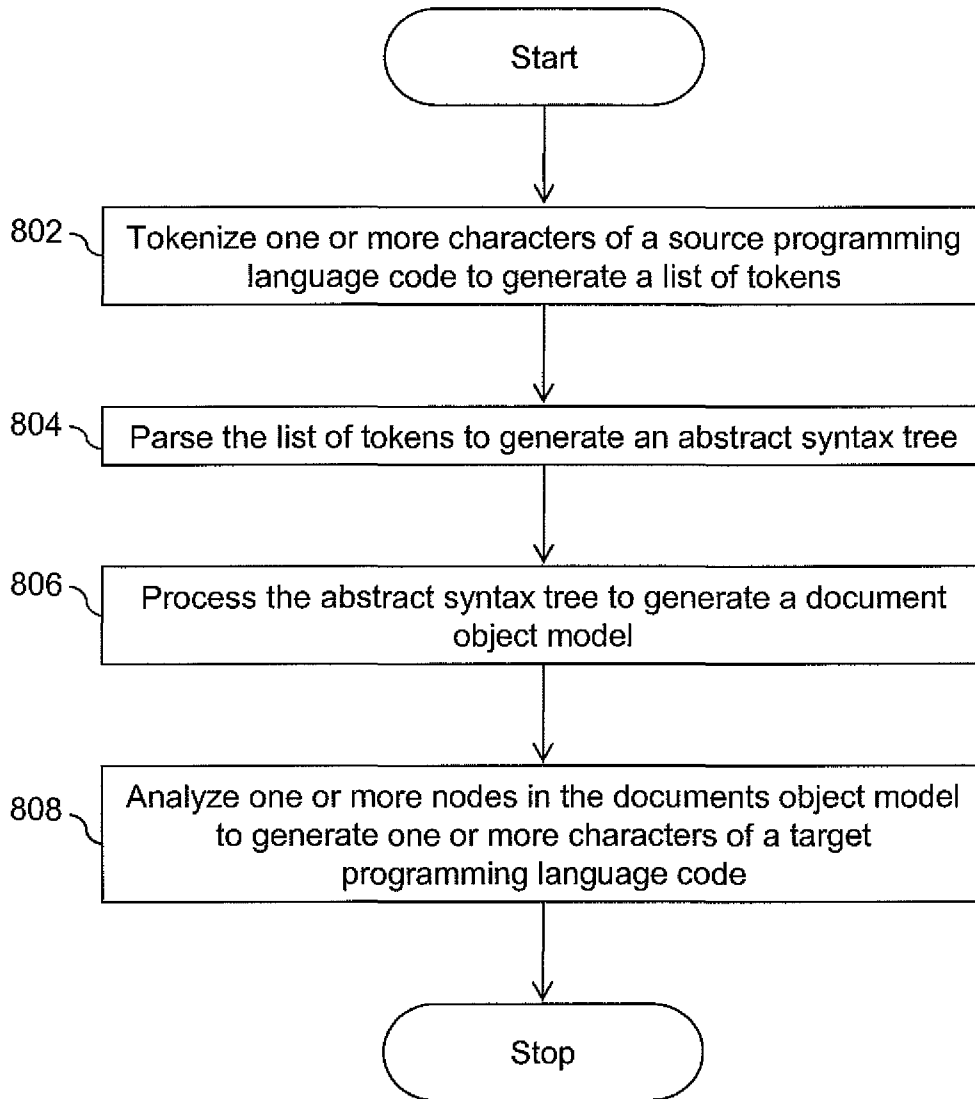 Start
802
Tokenize one or more characters of a source programming
language code to generate a list of tokens
804
Parse the list of tokens to generate an abstract syntax tree
806
Process the abstract syntax tree to generate a document
object model
808
Analyze one or more nodes in the documents object model
to generate one or more characters of a target
programming language code
Stop